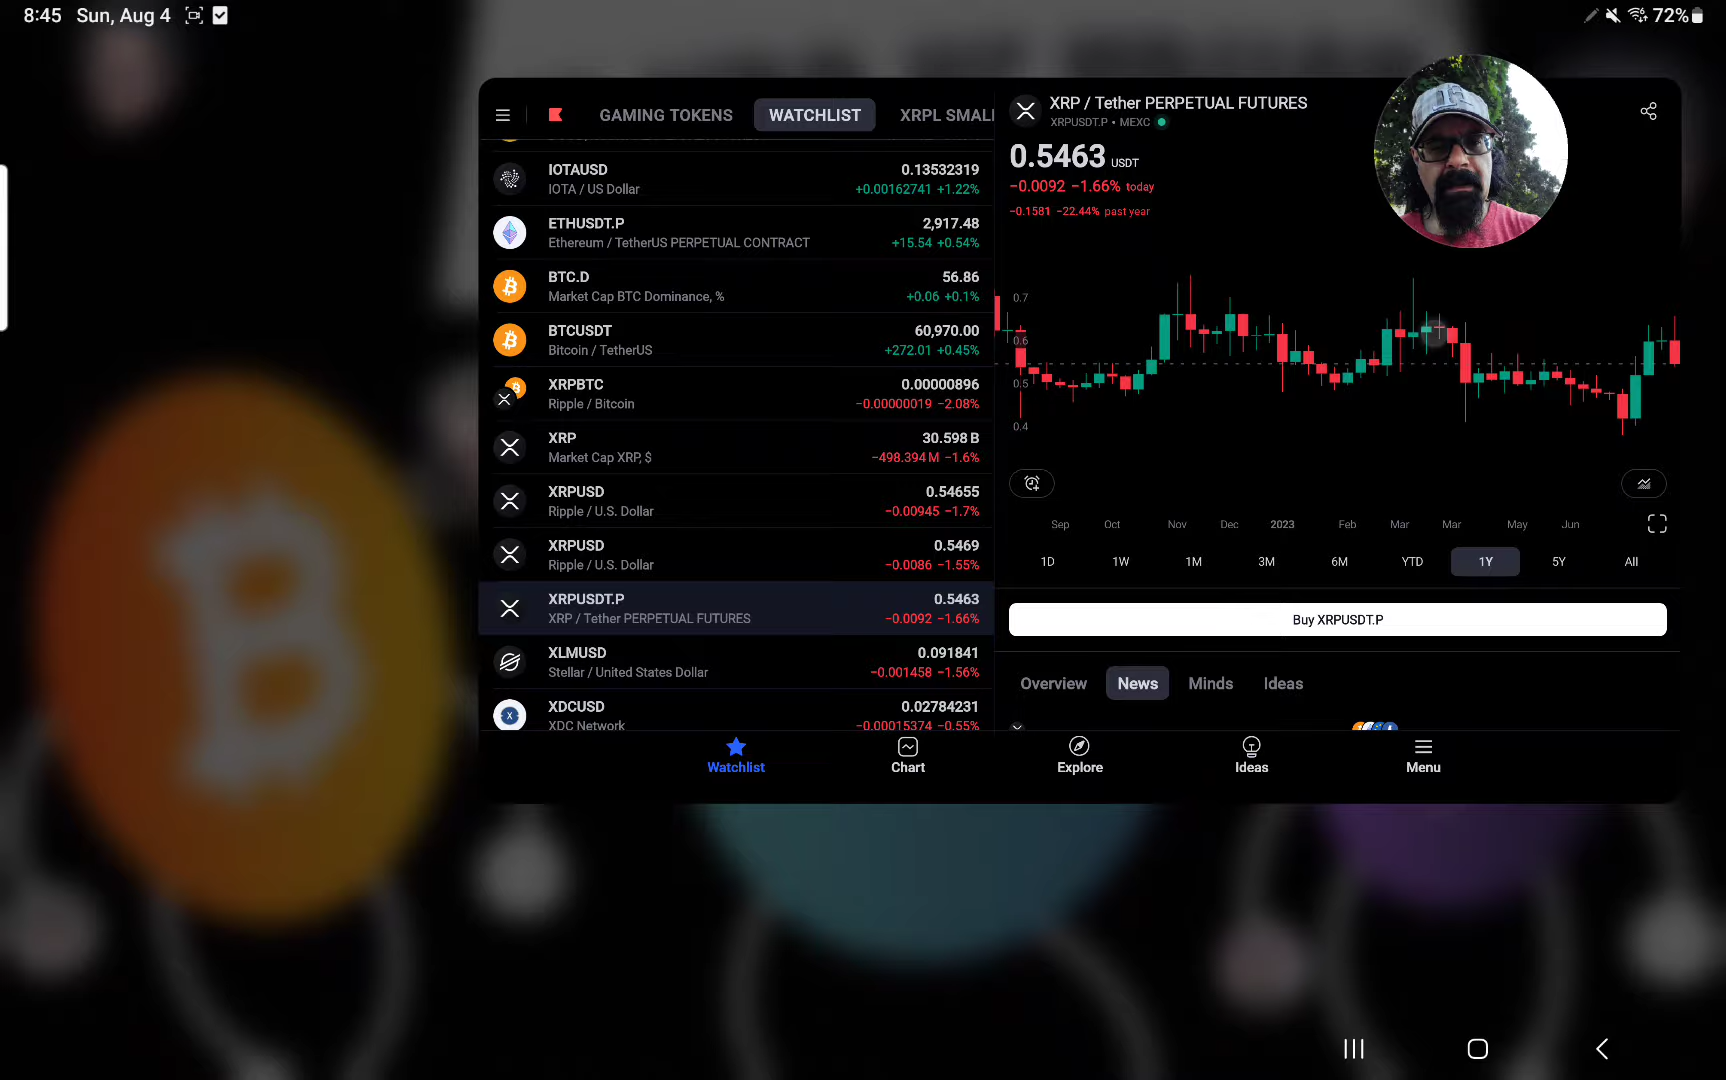 8:45 Sun, Aug 4
72%
GAMING TOKENS
WATCHLIST
XRPL SMALL
IOTAUSD 0.13532319
IOTA / US Dollar +0.00162741 +1.22%
ETHUSDT.P 2,917.48
Ethereum / TetherUS PERPETUAL CONTRACT +15.54 +0.54%
BTC.D 56.86
Market Cap BTC Dominance, % +0.06 +0.1%
BTCUSDT 60,970.00
Bitcoin / TetherUS +272.01 +0.45%
XRPBTC 0.00000896
Ripple / Bitcoin −0.00000019 −2.08%
XRP 30.598 B
Market Cap XRP, $ −498.394 M −1.6%
XRPUSD 0.54655
Ripple / U.S. Dollar −0.00945 −1.7%
XRPUSD 0.5469
Ripple / U.S. Dollar −0.0086 −1.55%
XRPUSDT.P 0.5463
XRP / Tether PERPETUAL FUTURES −0.0092 −1.66%
XLMUSD 0.091841
Stellar / United States Dollar −0.001458 −1.56%
XDCUSD 0.02784231
XDC Network −0.00015374 −0.55%
XRP / Tether PERPETUAL FUTURES
XRPUSDT.P • MEXC
0.5463 USDT
−0.0092 −1.66% today
−0.1581 −22.44% past year
0.7
0.6
0.5
0.4
Sep Oct Nov Dec 2023 Feb Mar Mar May Jun
1D 1W 1M 3M 6M YTD 1Y 5Y All
Buy XRPUSDT.P
Overview News Minds Ideas
Watchlist Chart Explore Ideas Menu